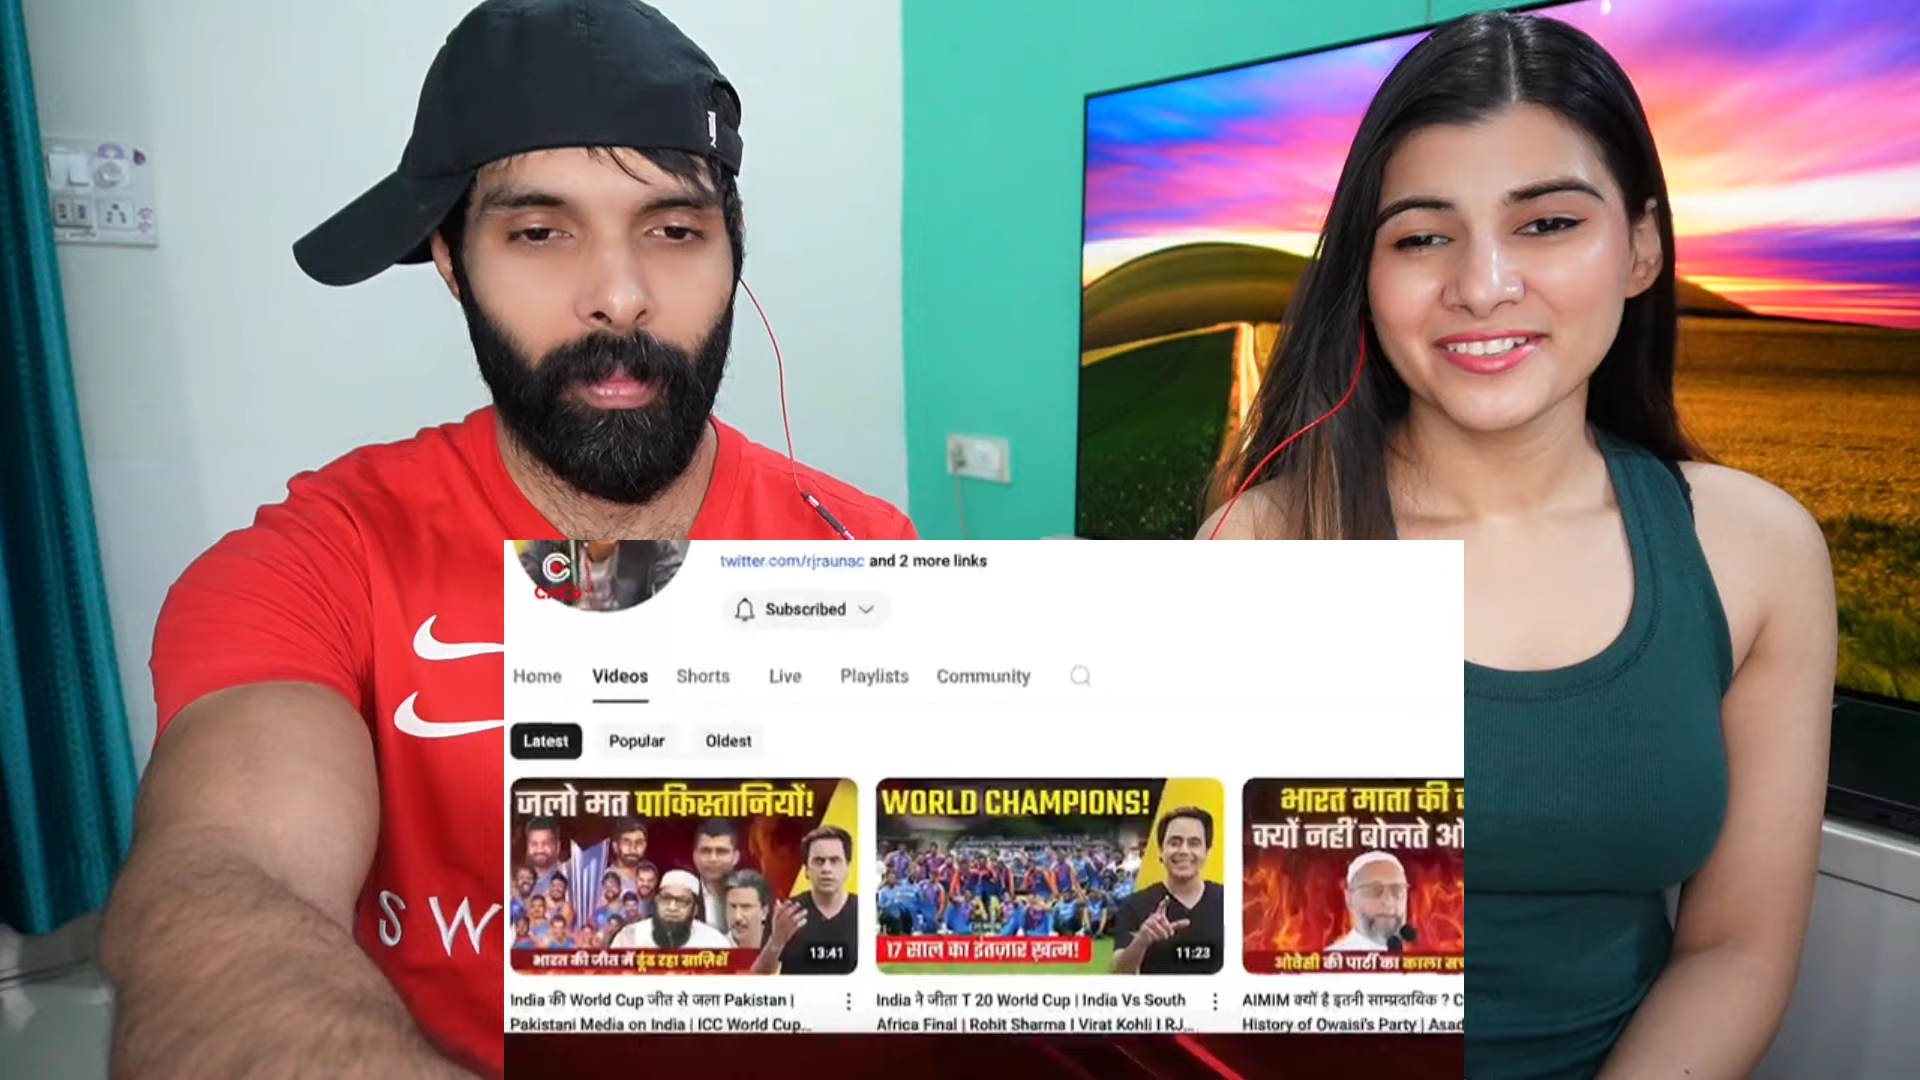 twitter.com/rjraunac and 2 more links
Subscribed
Home Videos Shorts Live Playlists Community
Latest Popular Oldest
जलो मत पाकिस्तानियों!
भारत की जीत में ढूंढ रहा साज़िशें
13:41
WORLD CHAMPIONS!
17 साल का इंतज़ार ख़त्म!
11:23
भारत माता की
क्यों नहीं बोलते
ओवैसी की पार्टी का काला
India की World Cup जीत से जला Pakistan |
Pakistani Media on India | ICC World Cup...
India ने जीता T 20 World Cup | India Vs South
Africa Final | Rohit Sharma I Virat Kohli I RJ...
AIMIM क्यों है इतनी साम्प्रदायिक ? C
History of Owaisi's Party | Asad
S W